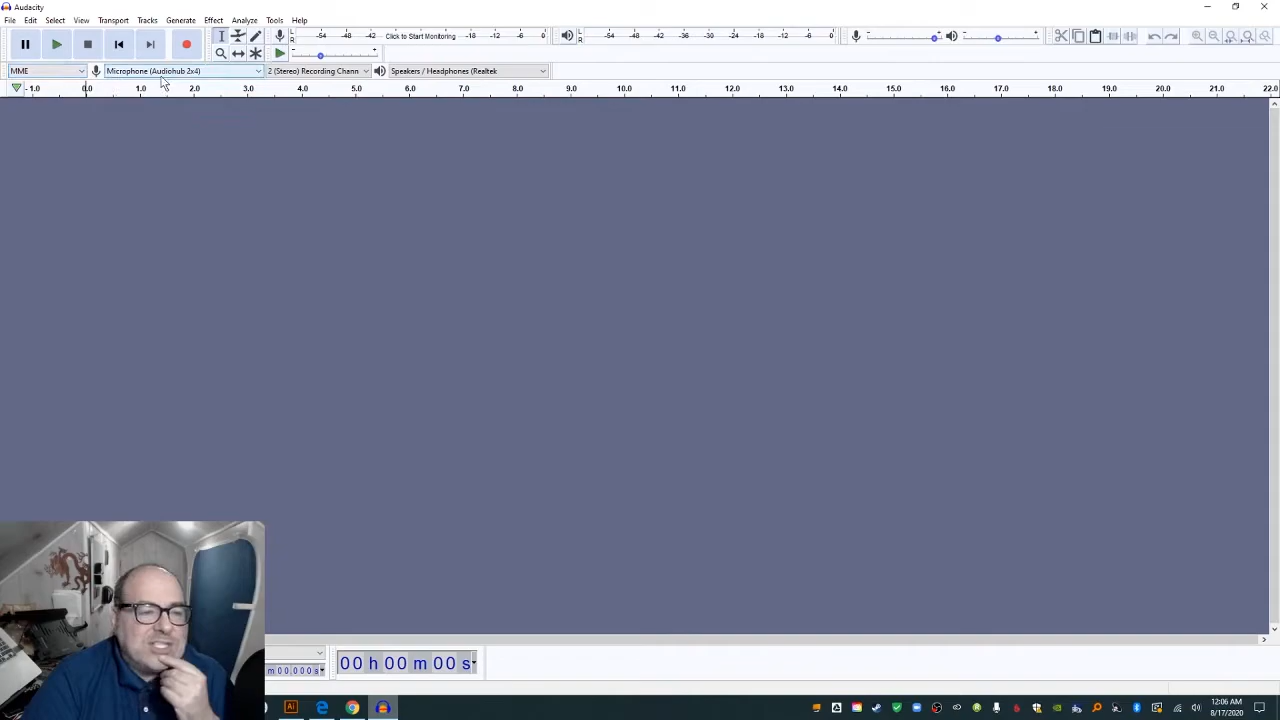 Audacity
File Edit Select View Transport Tracks Generate Effect Analyze Tools Help
L R -54 -48 -42 Click to Start Monitoring -18 -12 -6 0
L R -54 -48 -42 -36 -30 -24 -18 -12 -6 0
- + - + - +
MME Microphone (Audiohub 2x4) 2 (Stereo) Recording Chann Speakers / Headphones (Realtek
-1.0 0.0 1.0 2.0 3.0 4.0 5.0 6.0 7.0 8.0 9.0 10.0 11.0 12.0 13.0 14.0 15.0 16.0 17.0 18.0 19.0 20.0 21.0 22.0
m 00.000 s
00 h 00 m 00 s
Ai
12:06 AM
8/17/2020